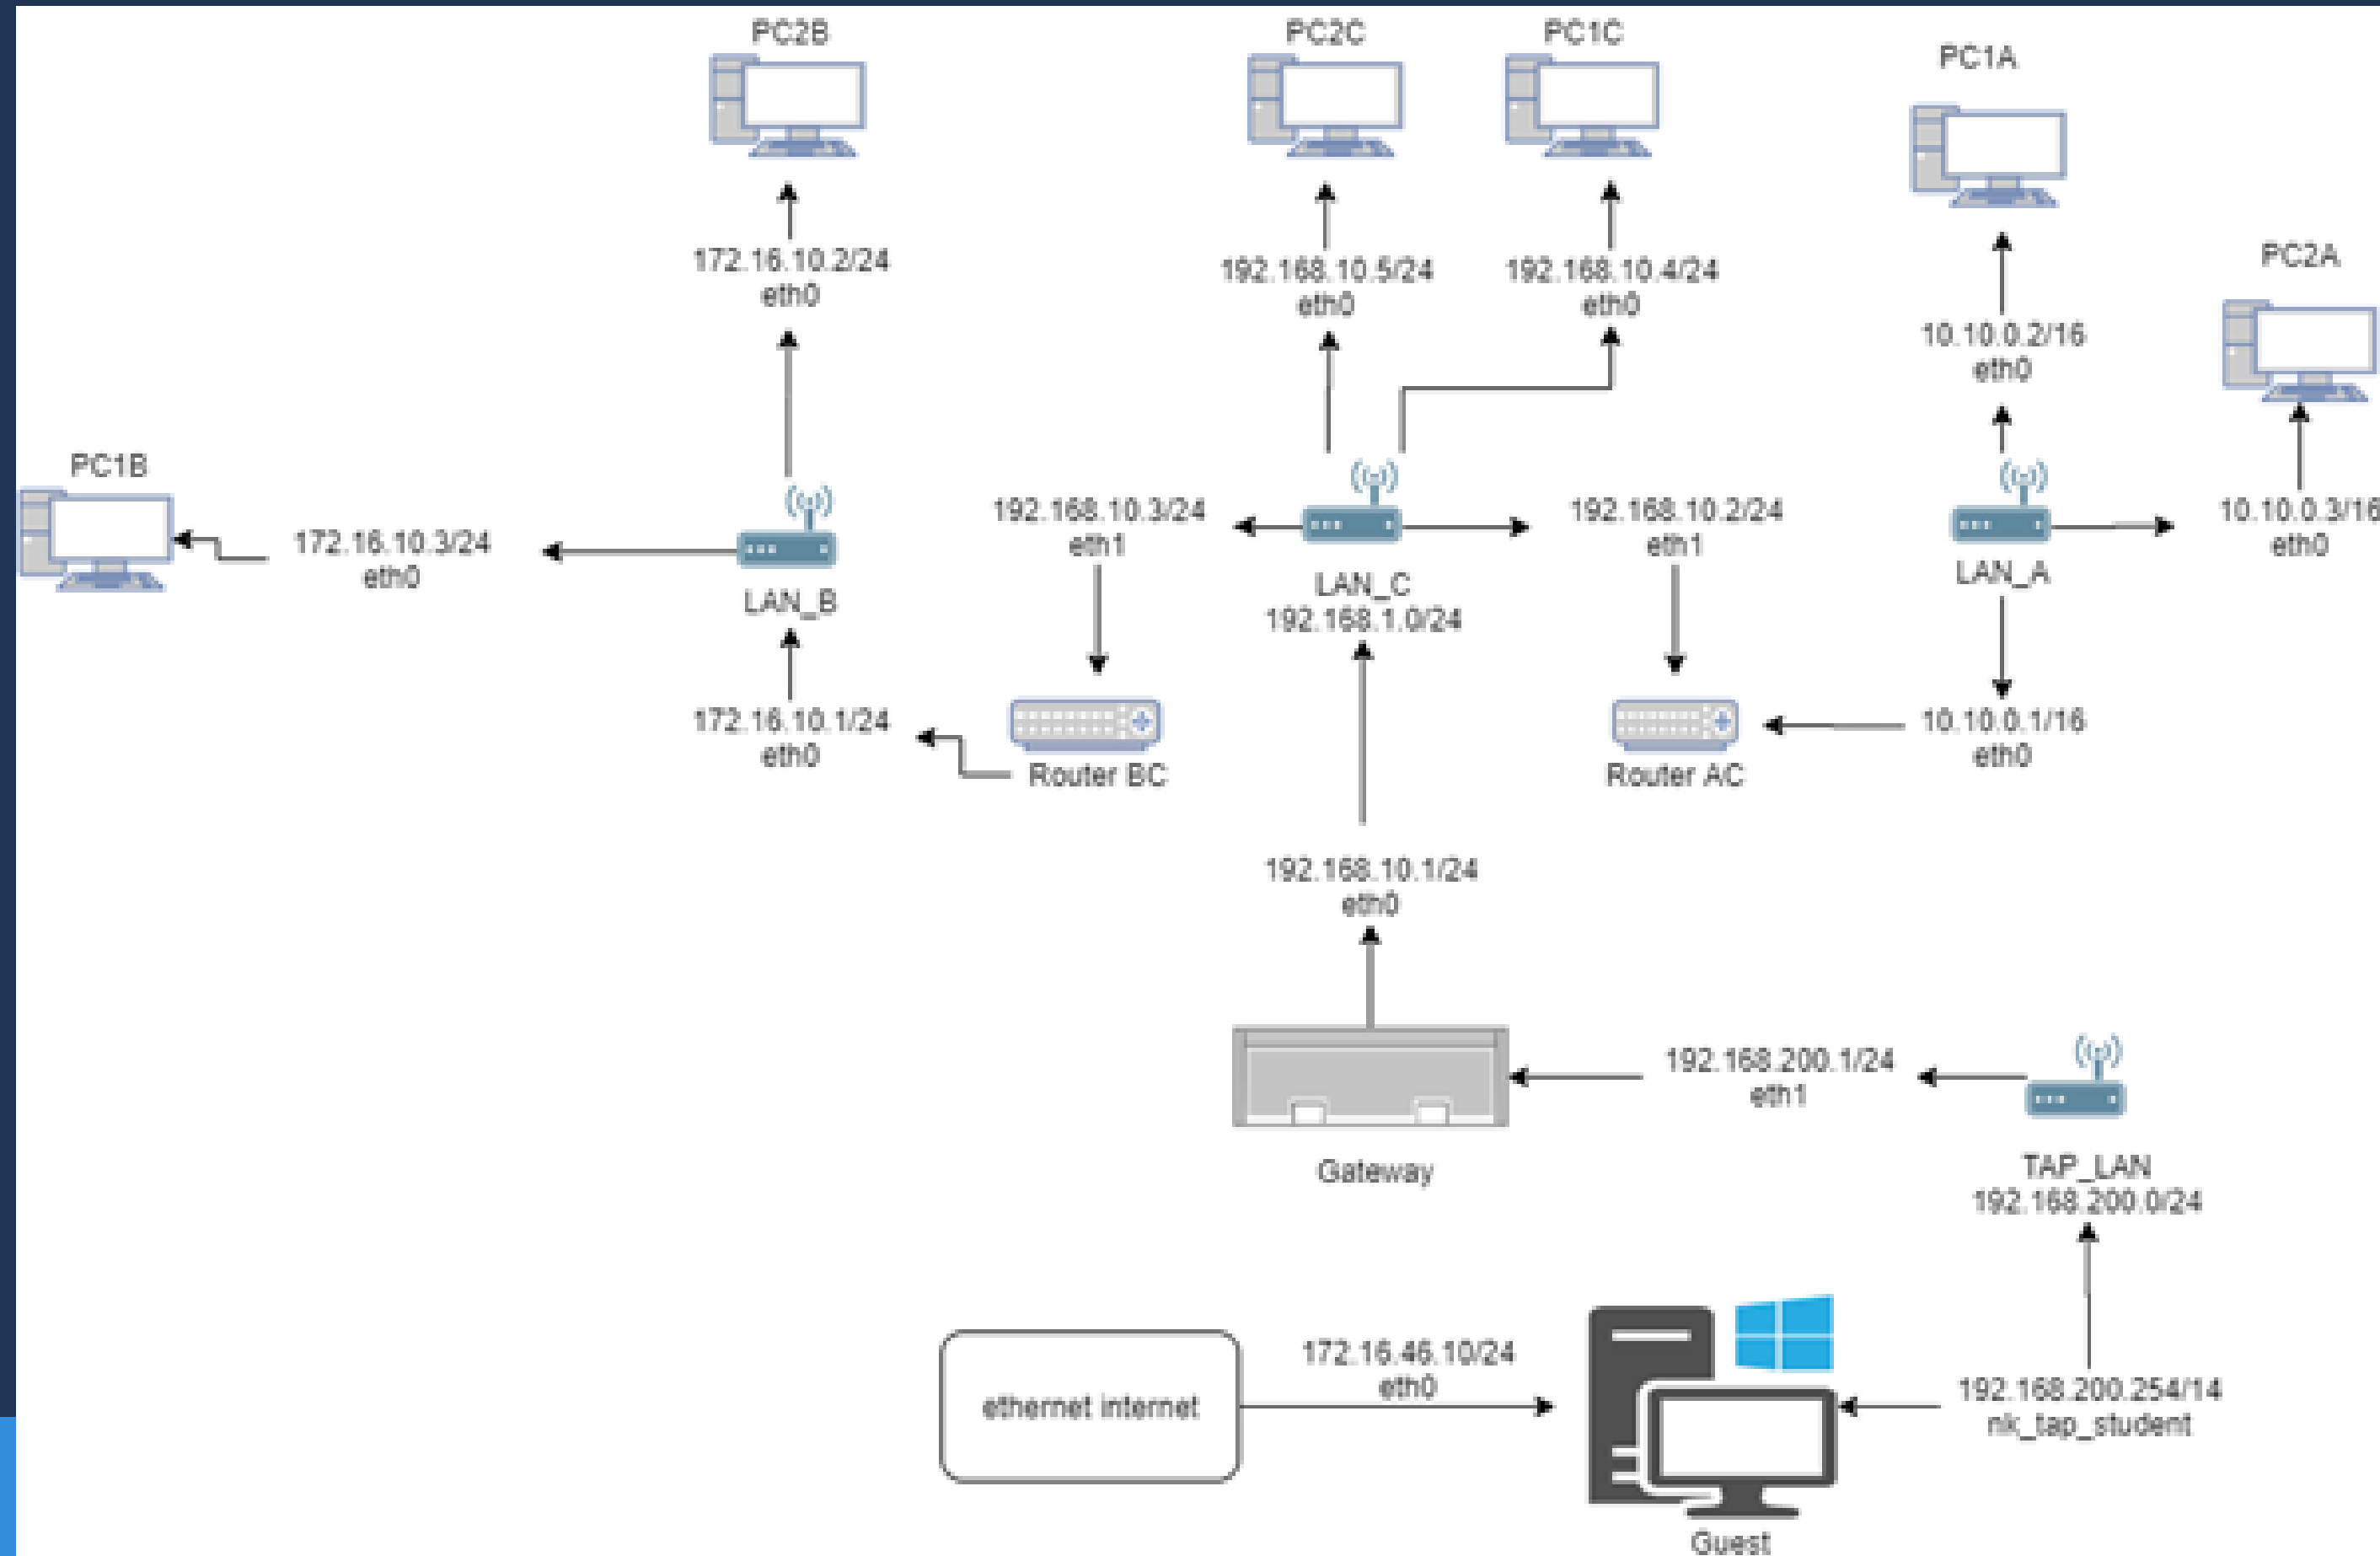 PC2B
PC2C
PC1C
PC1A
PC2A
172.16.10.2/24
eth0
192.168.10.5/24
eth0
192.168.10.4/24
eth0
10.10.0.2/16
eth0
PC1B
172.16.10.3/24
eth0
LAN_B
192.168.10.3/24
eth1
LAN_C
192.168.1.0/24
192.168.10.2/24
eth1
LAN_A
10.10.0.3/16
eth0
172.16.10.1/24
eth0
Router BC
Router AC
10.10.0.1/16
eth0
192.168.10.1/24
eth0
Gateway
192.168.200.1/24
eth1
TAP_LAN
192.168.200.0/24
ethernet internet
172.16.46.10/24
eth0
192.168.200.254/14
nk_tap_student
Guest